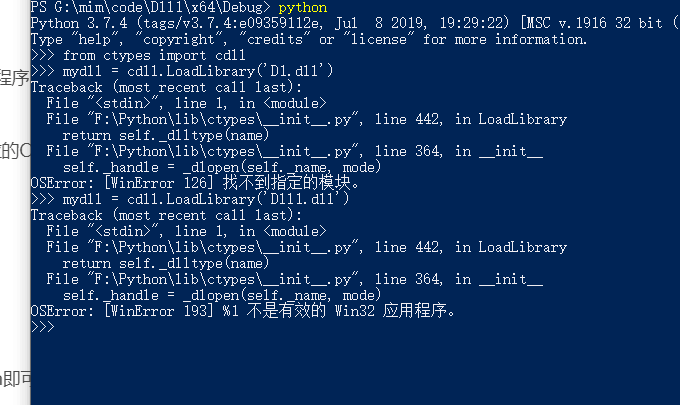 PS G:\mim\code\Dll1\x64\Debug> python
Python 3.7.4 (tags/v3.7.4:e09359112e, Jul  8 2019, 19:29:22) [MSC v.1916 32 bit (
Type "help", "copyright", "credits" or "license" for more information.
>>> from ctypes import cdll
程序
>>> mydll = cdll.LoadLibrary('Dl.dll')
Traceback (most recent call last):
  File "<stdin>", line 1, in <module>
  File "F:\Python\lib\ctypes\__init__.py", line 442, in LoadLibrary
    return self._dlltype(name)
的C
  File "F:\Python\lib\ctypes\__init__.py", line 364, in __init__
    self._handle = _dlopen(self._name, mode)
OSError: [WinError 126] 找不到指定的模块。
>>> mydll = cdll.LoadLibrary('Dll1.dll')
Traceback (most recent call last):
  File "<stdin>", line 1, in <module>
  File "F:\Python\lib\ctypes\__init__.py", line 442, in LoadLibrary
    return self._dlltype(name)
  File "F:\Python\lib\ctypes\__init__.py", line 364, in __init__
    self._handle = _dlopen(self._name, mode)
OSError: [WinError 193] %1 不是有效的 Win32 应用程序。
>>>
即可